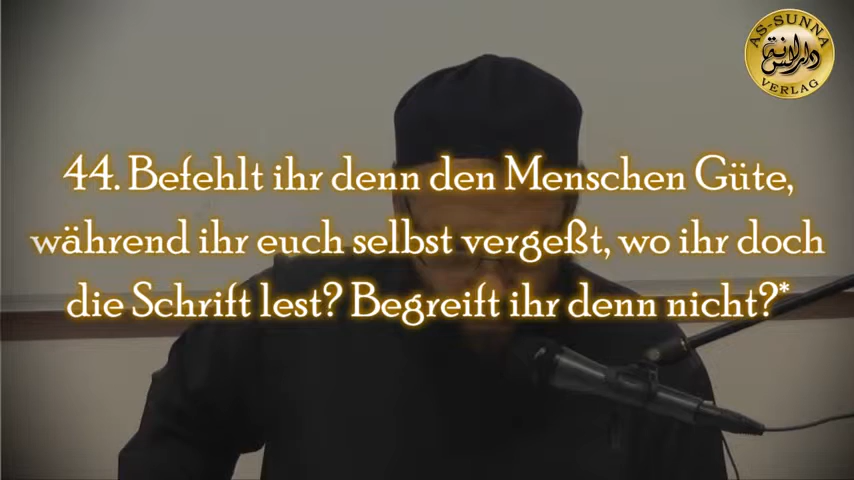 AS-SUNNA
VERLAG
44. Befehlt ihr denn den Menschen Güte,
während ihr euch selbst vergeßt, wo ihr doch
die Schrift lest? Begreift ihr denn nicht?*